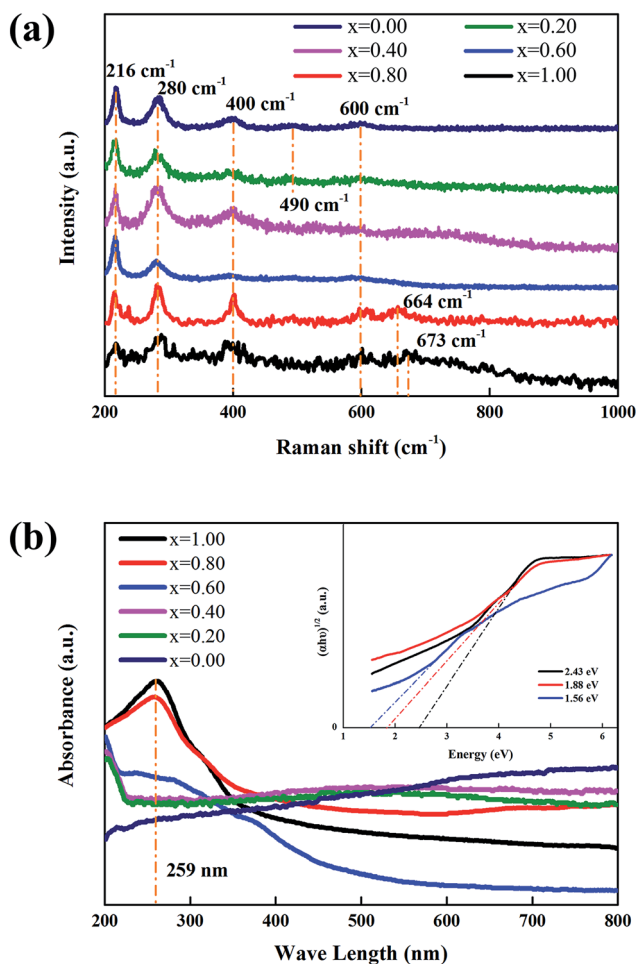 (a)
x=0.00
x=0.20
x=0.40
x=0.60
x=0.80
x=1.00
216 cm-1
280 cm-1
400 cm-1
600 cm-1
490 cm-1
664 cm-1
673 cm-1
Intensity (a.u.)
200
400
600
800
1000
Raman shift (cm-1)
(b)
x=1.00
x=0.80
x=0.60
x=0.40
x=0.20
x=0.00
(αhυ)1/2 (a.u.)
0
2.43 eV
1.88 eV
1.56 eV
1
2
3
4
5
6
Energy (eV)
Absorbance (a.u.)
259 nm
200
300
400
500
600
700
800
Wave Length (nm)